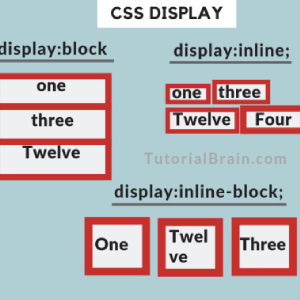 CSS DISPLAY
display:block
one
three
Twelve
display:inline;
one three
Twelve Four
TutorialBrain.com
display:inline-block;
One
Twel
ve
Three